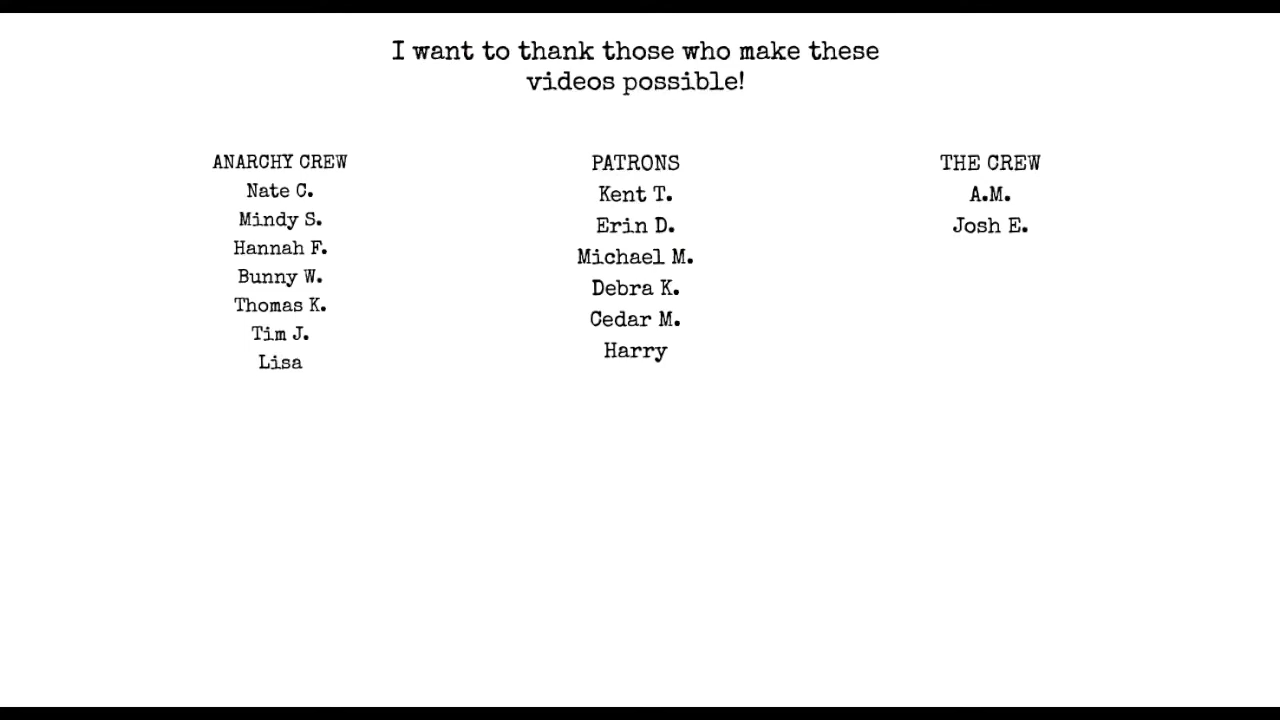 I want to thank those who make these
videos possible!
ANARCHY CREW
Nate C.
Mindy S.
Hannah F.
Bunny W.
Thomas K.
Tim J.
Lisa
PATRONS
Kent T.
Erin D.
Michael M.
Debra K.
Cedar M.
Harry
THE CREW
A.M.
Josh E.